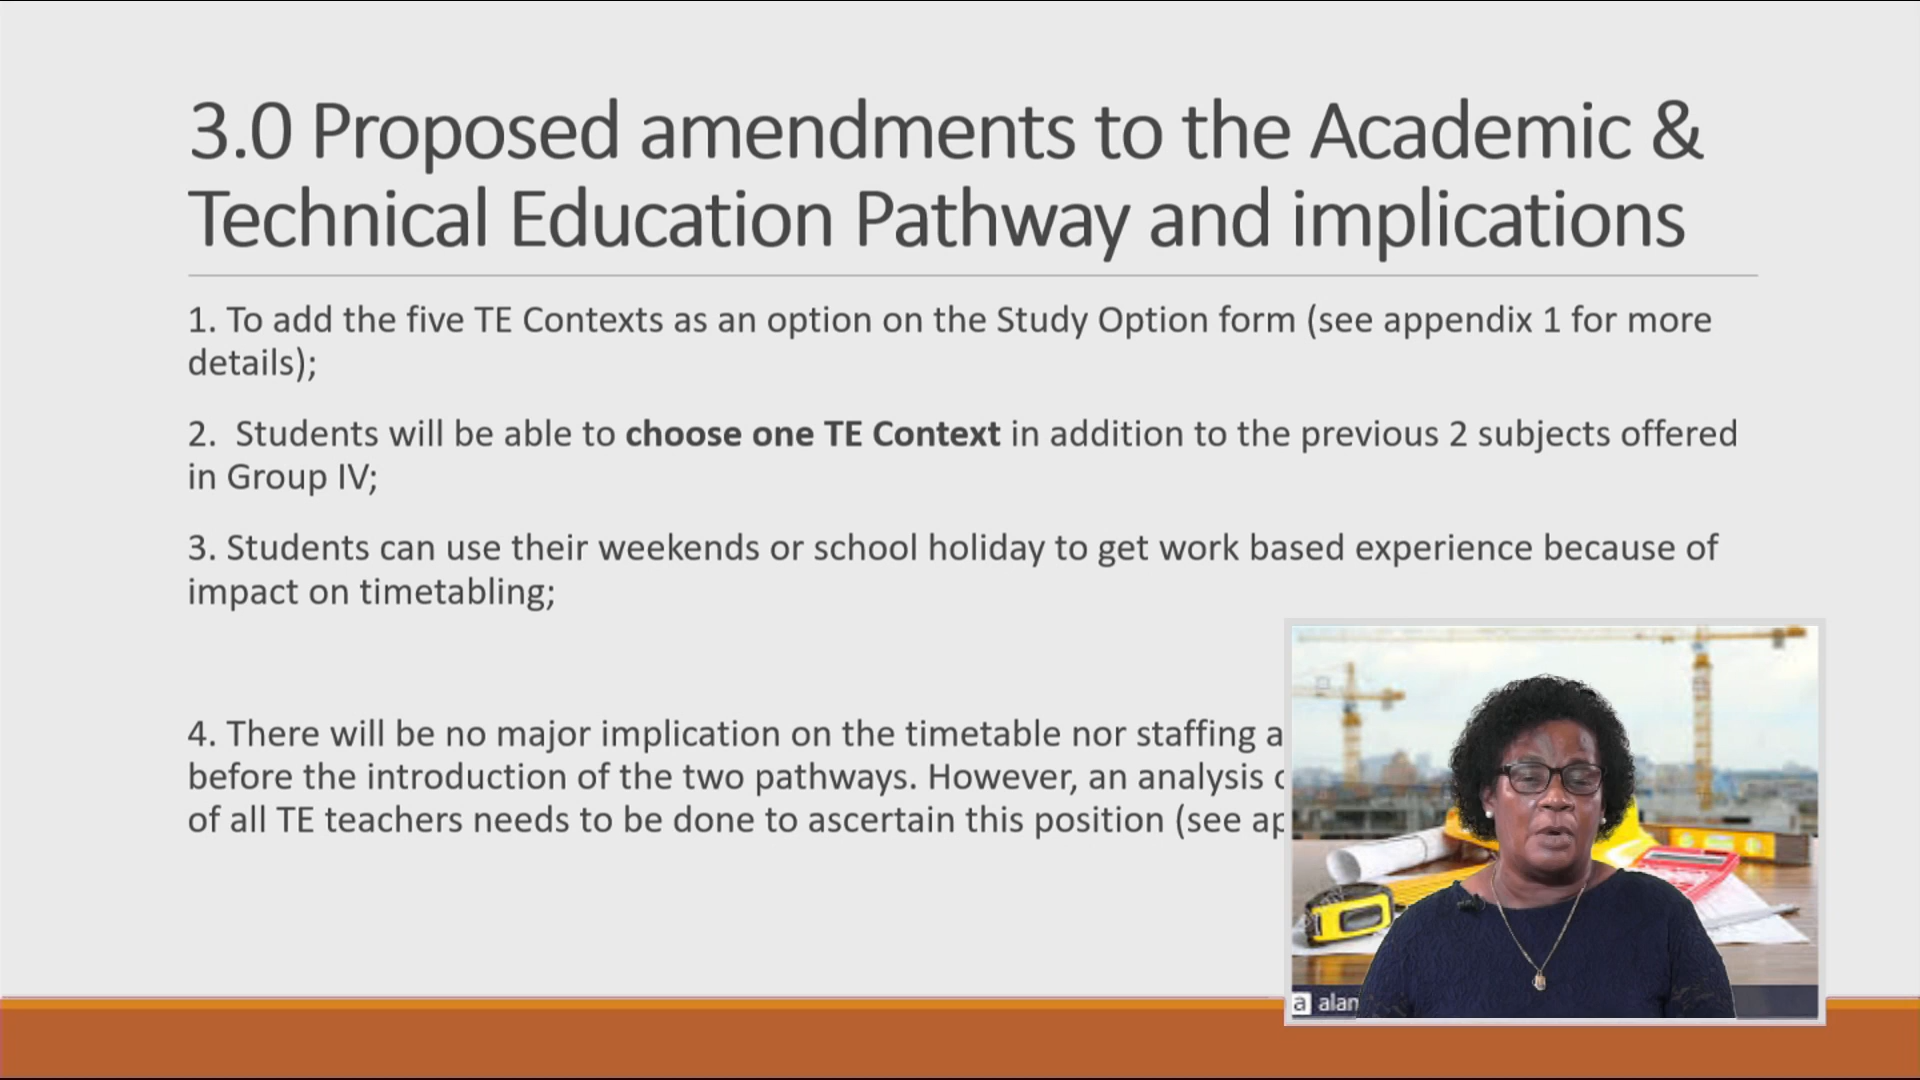 3.0 Proposed amendments to the Academic &
Technical Education Pathway and implications
1. To add the five TE Contexts as an option on the Study Option form (see appendix 1 for more
details);
2.  Students will be able to choose one TE Context in addition to the previous 2 subjects offered
in Group IV;
3. Students can use their weekends or school holiday to get work based experience because of
impact on timetabling;
4. There will be no major implication on the timetable nor staffing
before the introduction of the two pathways. However, an analysis
of all TE teachers needs to be done to ascertain this position (see
a alam